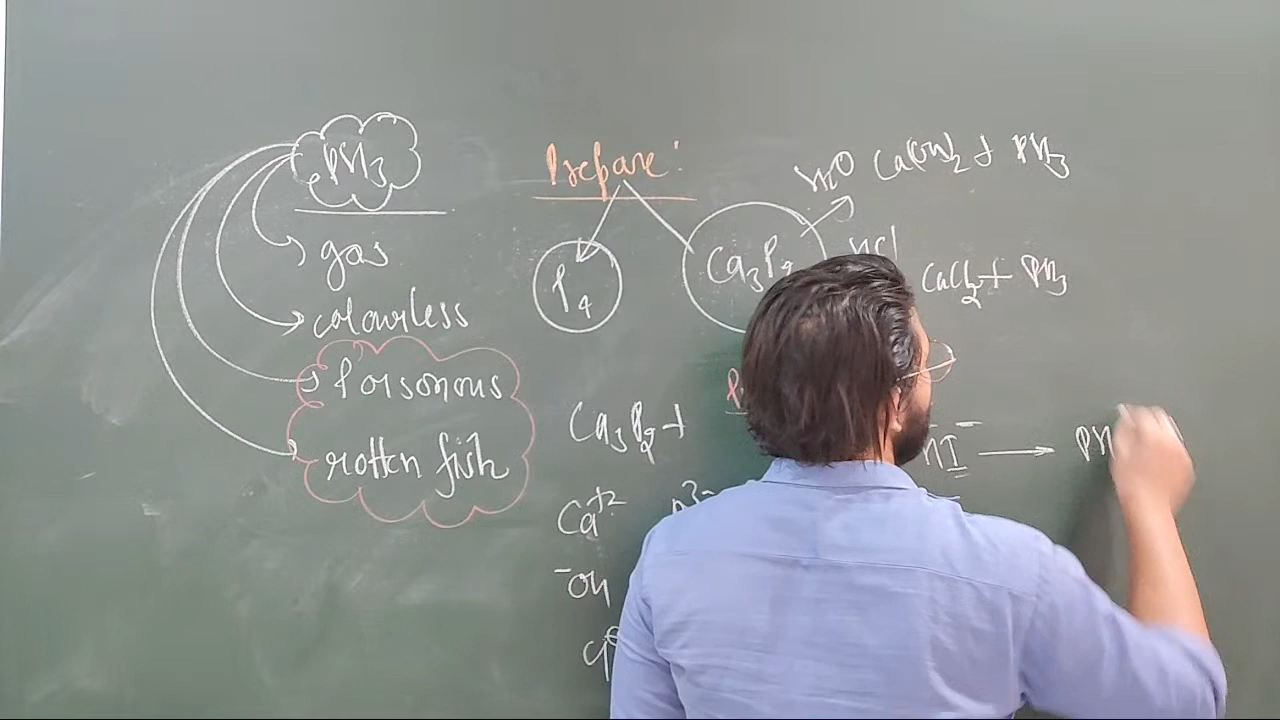 PH3
gas
colourless
Poisonous
rotten fish
Prepare:
P4
Ca3P2
H2O Ca(OH)2 + PH3
HCl
CaCl2 + PH3
Ca3P2 +
HI⁻ ⟶ PH
Ca⁺²
⁻OH